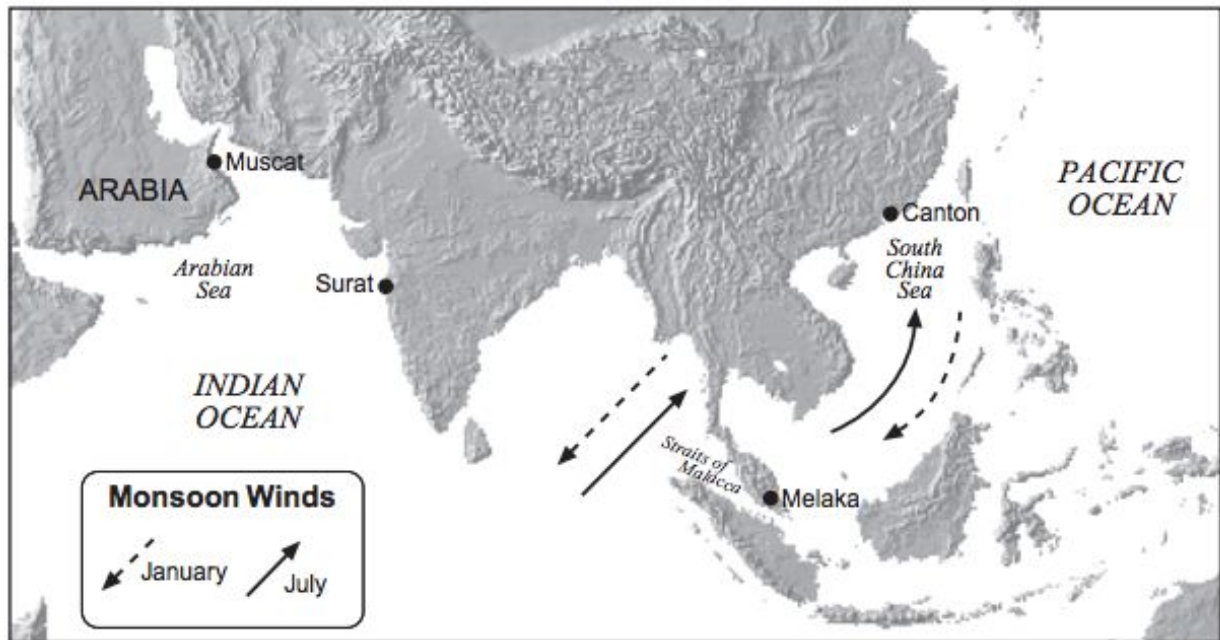 Muscat
ARABIA
PACIFIC
OCEAN
Canton
Arabian
Sea
Surat
South
China
Sea
INDIAN
OCEAN
Straits of
Malacca
Melaka
Monsoon Winds
January
July